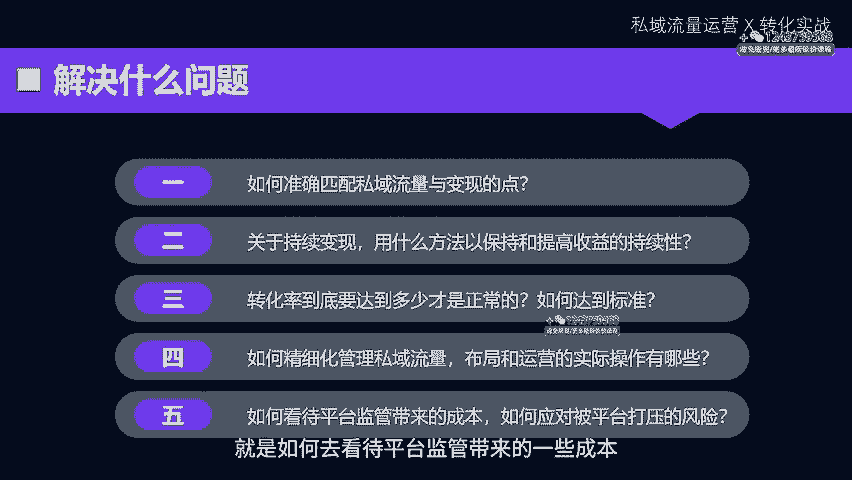 私域流量运营 X 转化实战
解决什么问题
一 如何准确匹配私域流量与变现的点?
二 关于持续变现，用什么方法以保持和提高收益的持续性?
三 转化率到底要达到多少才是正常的? 如何达到标准?
四 如何精细化管理私域流量，布局和运营的实际操作有哪些?
五 如何看待平台监管带来的成本，如何应对被平台打压的风险?
就是如何去看待平台监管带来的一些成本